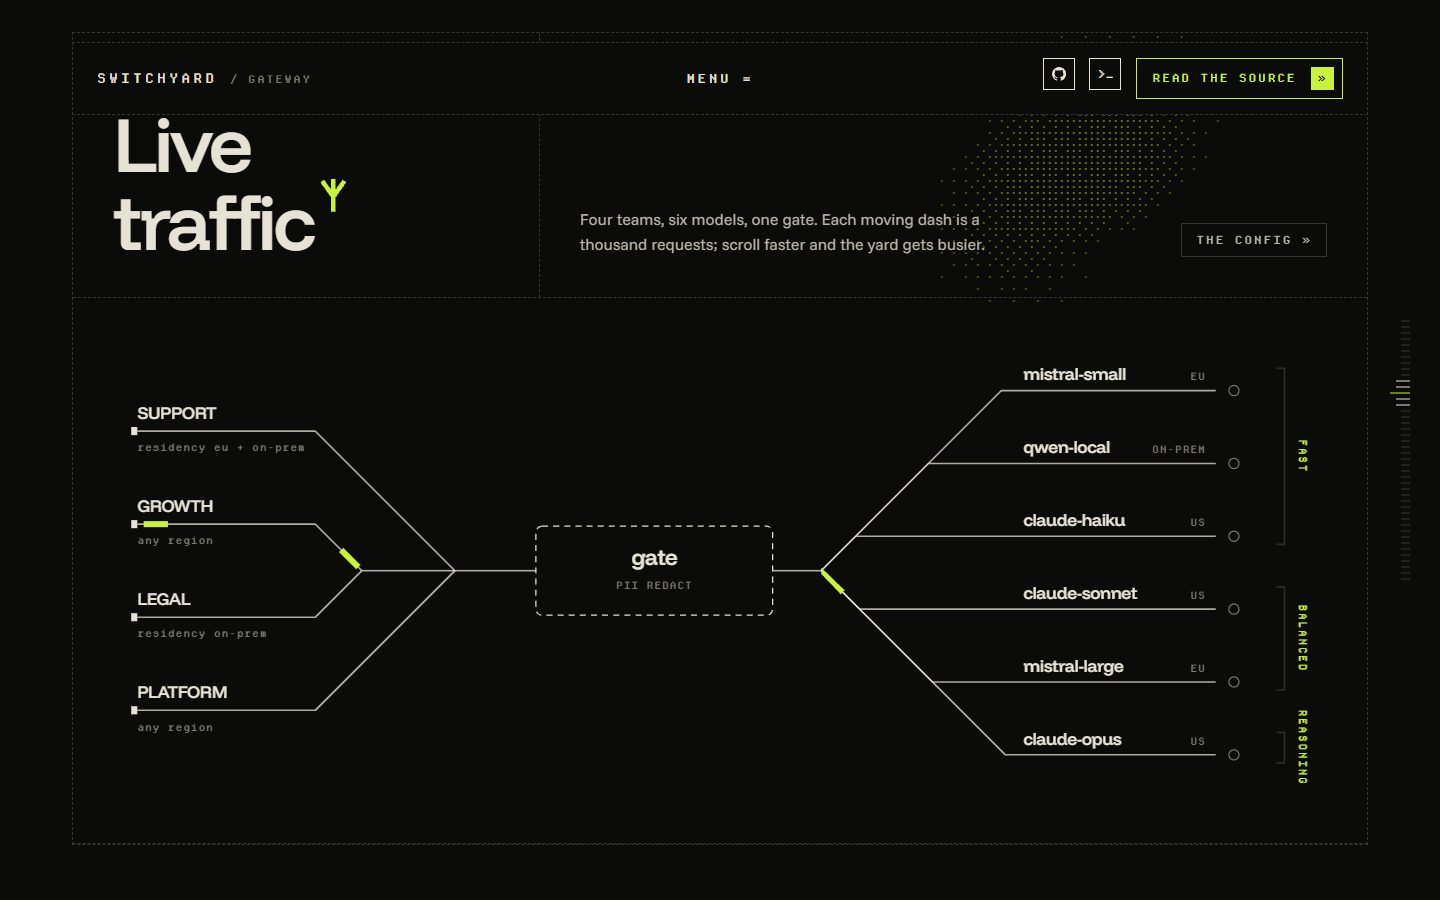 SWITCHYARD / GATEWAY
MENU =
>_
READ THE SOURCE »
Live
traffic
Four teams, six models, one gate. Each moving dash is a
thousand requests; scroll faster and the yard gets busier.
THE CONFIG »
SUPPORT
residency eu + on-prem
GROWTH
any region
LEGAL
residency on-prem
PLATFORM
any region
gate
PII REDACT
mistral-small EU
qwen-local ON-PREM
claude-haiku US
FAST
claude-sonnet US
mistral-large EU
BALANCED
claude-opus US
REASONING